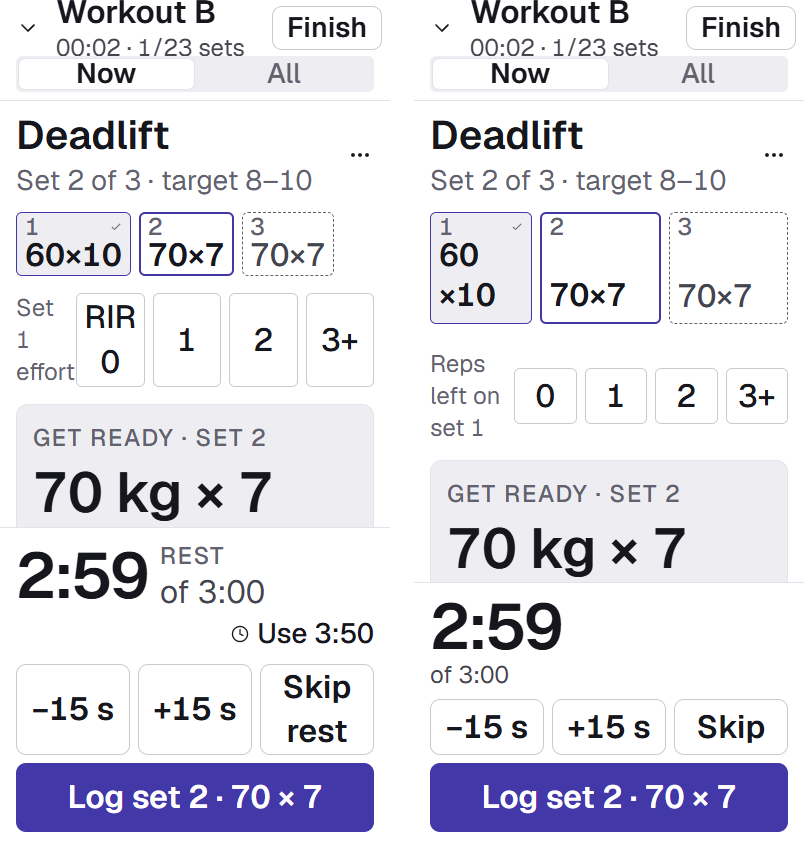 Workout B
00:02 · 1/23 sets
Finish
Now
All
Deadlift
...
Set 2 of 3 · target 8–10
1
60×10
2
70×7
3
70×7
Set
1
effort
RIR
0
1
2
3+
GET READY · SET 2
70 kg × 7
2:59
REST
of 3:00
Use 3:50
−15 s
+15 s
Skip
rest
Log set 2 · 70 × 7
Workout B
00:02 · 1/23 sets
Finish
Now
All
Deadlift
...
Set 2 of 3 · target 8–10
1
60
×10
2
70×7
3
70×7
Reps
left on
set 1
0
1
2
3+
GET READY · SET 2
70 kg × 7
2:59
of 3:00
−15 s
+15 s
Skip
Log set 2 · 70 × 7